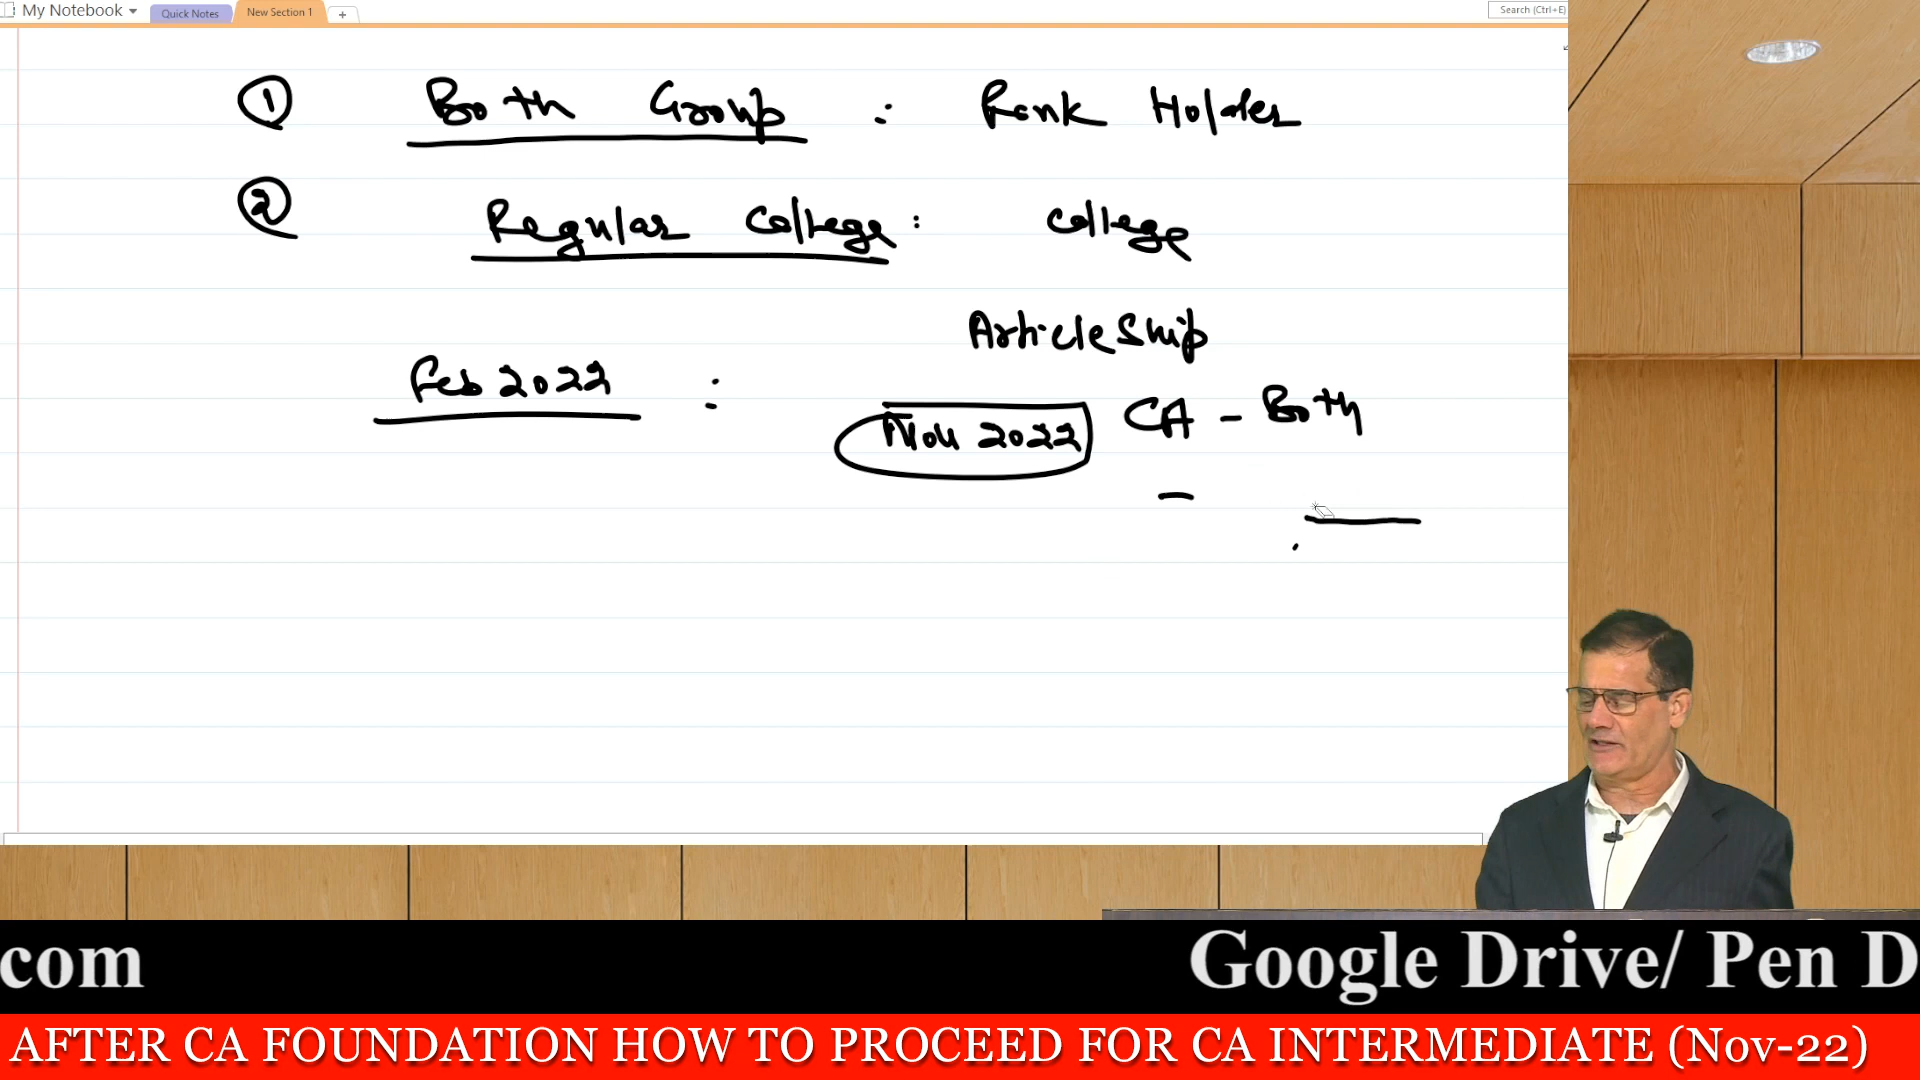 My Notebook Quick Notes New Section 1 + Search (Ctrl+E)
1 Both Group : Rank Holder
2 Regular College : College
ArticleShip
Feb 2022 : Nov 2022 CA - Both
com Google Drive/ Pen D
AFTER CA FOUNDATION HOW TO PROCEED FOR CA INTERMEDIATE (Nov-22)